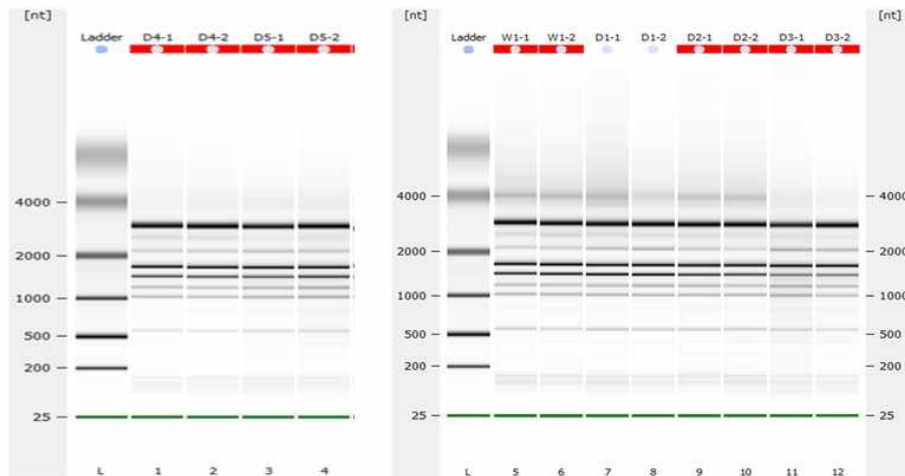 [nt] [nt] [nt]
Ladder D4-1 D4-2 D5-1 D5-2 Ladder W1-1 W1-2 D1-1 D1-2 D2-1 D2-2 D3-1 D3-2
4000 4000 4000
2000 2000 2000
1000 1000 1000
500 500 500
200 200 200
25 25 25
L 1 2 3 4 L 5 6 7 8 9 10 11 12